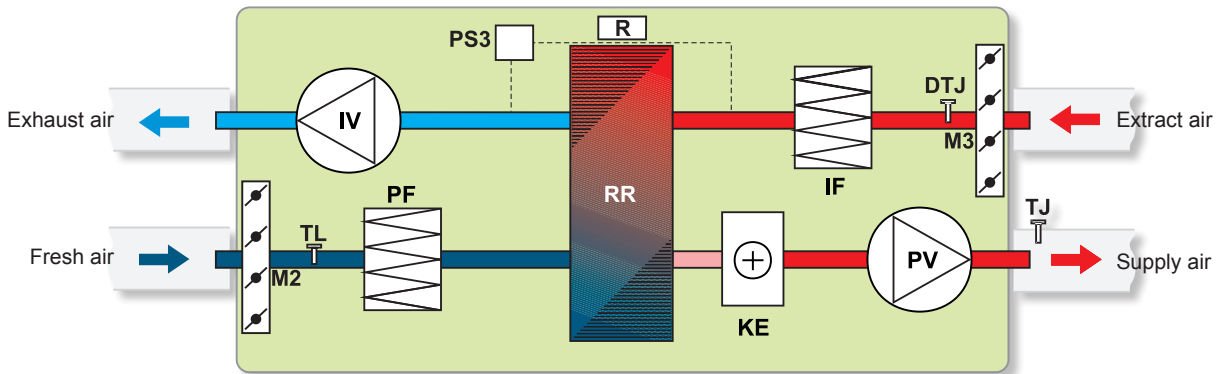 R
PS3
DTJ
Exhaust air
IV
Extract air
M3
IF
PF
RR
TJ
TL
Fresh air
PV
Supply air
M2
KE